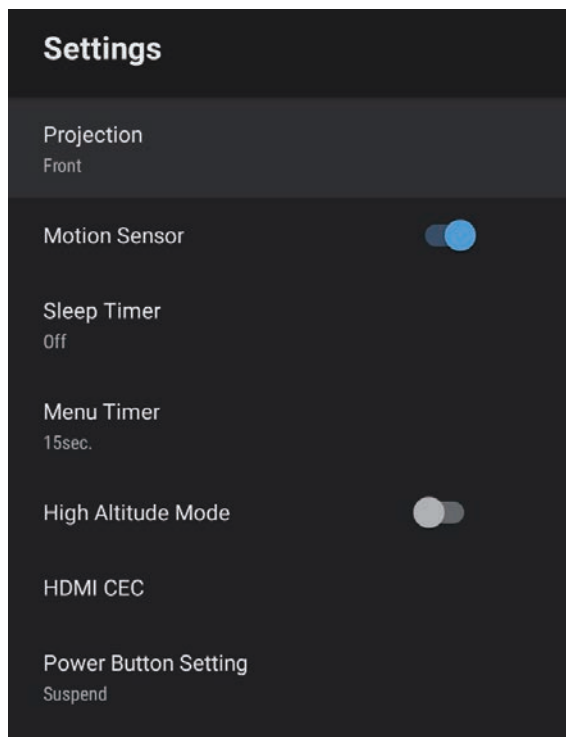 Settings
Projection
Front
Motion Sensor
Sleep Timer
Off
Menu Timer
15sec.
High Altitude Mode
HDMI CEC
Power Button Setting
Suspend